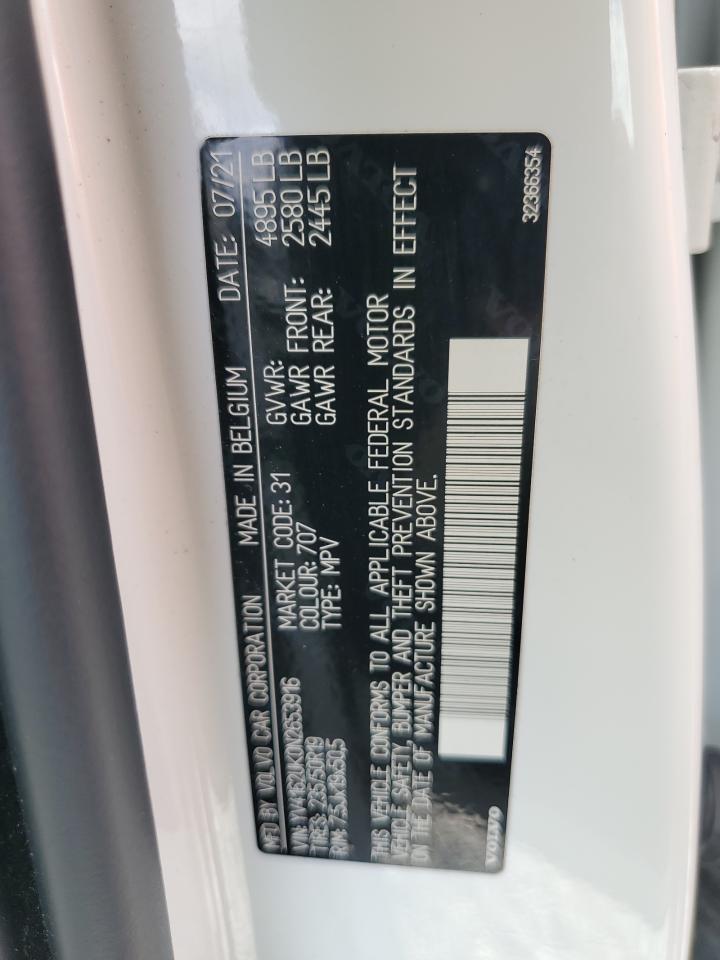 MFD BY VOLVO CAR CORPORATION MADE IN BELGIUM DATE: 07/21
VIN: YV4162UK0N2653916 MARKET CODE: 31 GVWR: 4895 LB
TIRES: 235/50R19 COLOUR: 707 GAWR FRONT: 2580 LB
RIM: 7.5Jx19x50,5 TYPE: MPV GAWR REAR: 2445 LB
THIS VEHICLE CONFORMS TO ALL APPLICABLE FEDERAL MOTOR
VEHICLE SAFETY, BUMPER AND THEFT PREVENTION STANDARDS IN EFFECT
ON THE DATE OF MANUFACTURE SHOWN ABOVE.
VOLVO 32366354